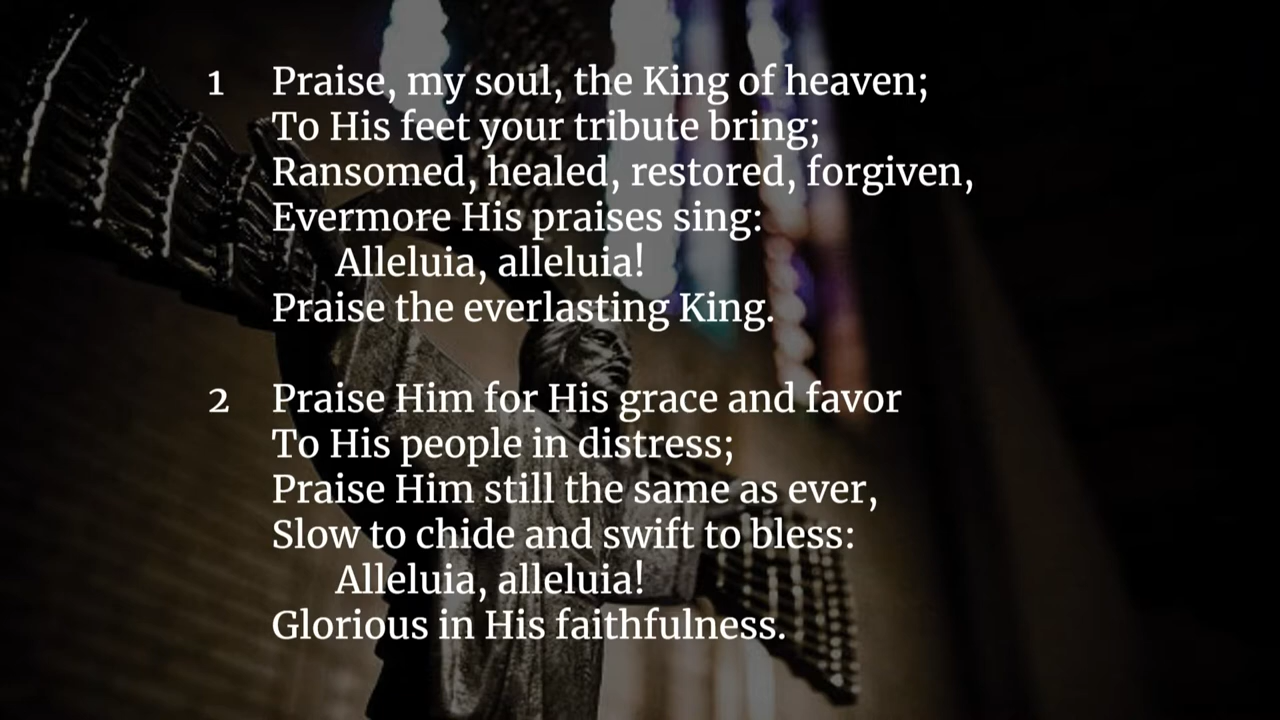 1 Praise, my soul, the King of heaven;
To His feet your tribute bring;
Ransomed, healed, restored, forgiven,
Evermore His praises sing:
Alleluia, alleluia!
Praise the everlasting King.
2 Praise Him for His grace and favor
To His people in distress;
Praise Him still the same as ever,
Slow to chide and swift to bless:
Alleluia, alleluia!
Glorious in His faithfulness.